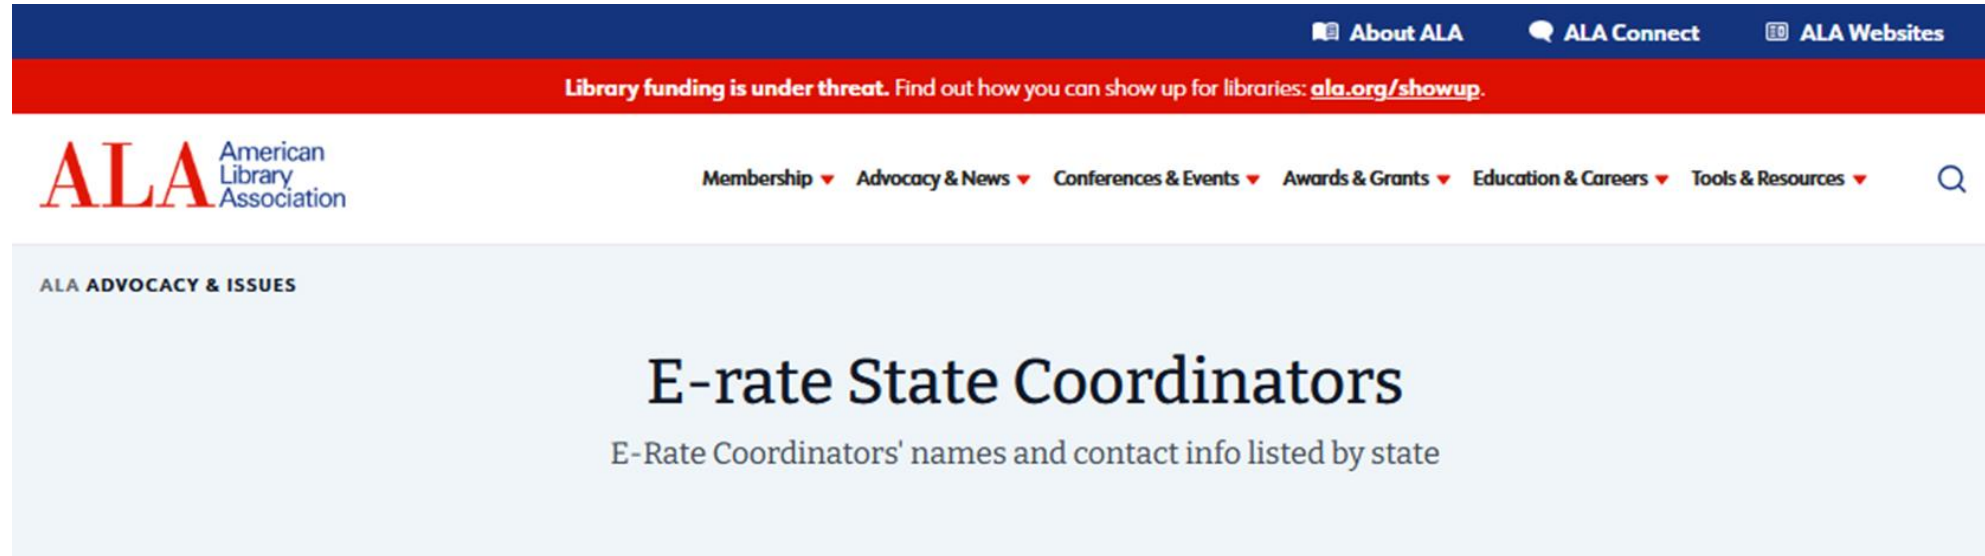 About ALA ALA Connect ALA Websites
Library funding is under threat. Find out how you can show up for libraries: ala.org/showup.
ALA American
Library
Association
Membership Advocacy & News Conferences & Events Awards & Grants Education & Careers Tools & Resources
ALA ADVOCACY & ISSUES
E-rate State Coordinators
E-Rate Coordinators' names and contact info listed by state